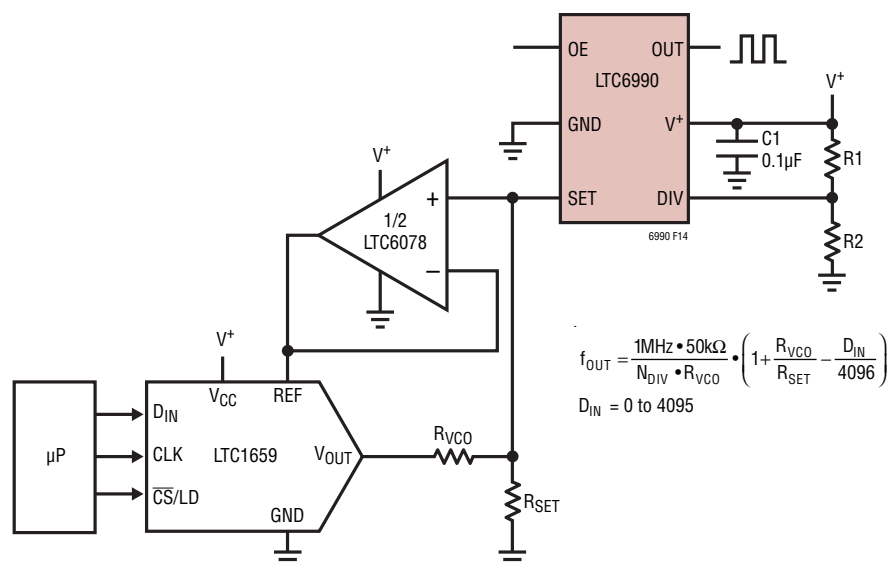 OE OUT
LTC6990
V+
GND V+
C1
0.1µF
R1
V+
SET DIV
+
1/2
LTC6078
–
6990 F14
R2
V+
VCC REF
DIN
µP CLK LTC1659 VOUT
CS/LD
GND
RVCO
RSET
fOUT = 1MHz • 50kΩ / NDIV • RVCO • (1 + RVCO / RSET – DIN / 4096)
DIN = 0 to 4095